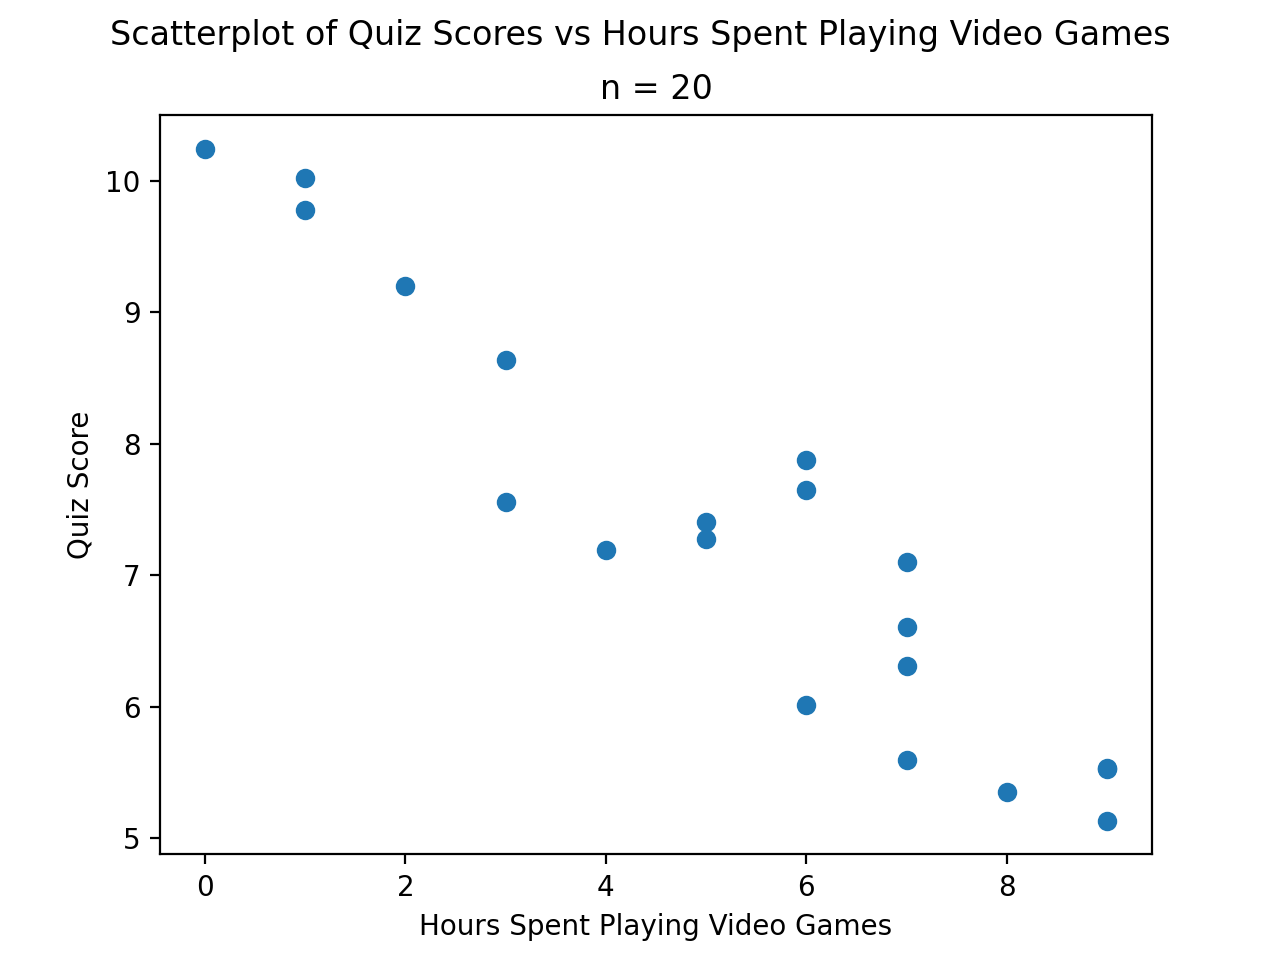 Scatterplot of Quiz Scores vs Hours Spent Playing Video Games
n = 20
10
9
8
7
6
5
Quiz Score
0 2 4 6 8
Hours Spent Playing Video Games